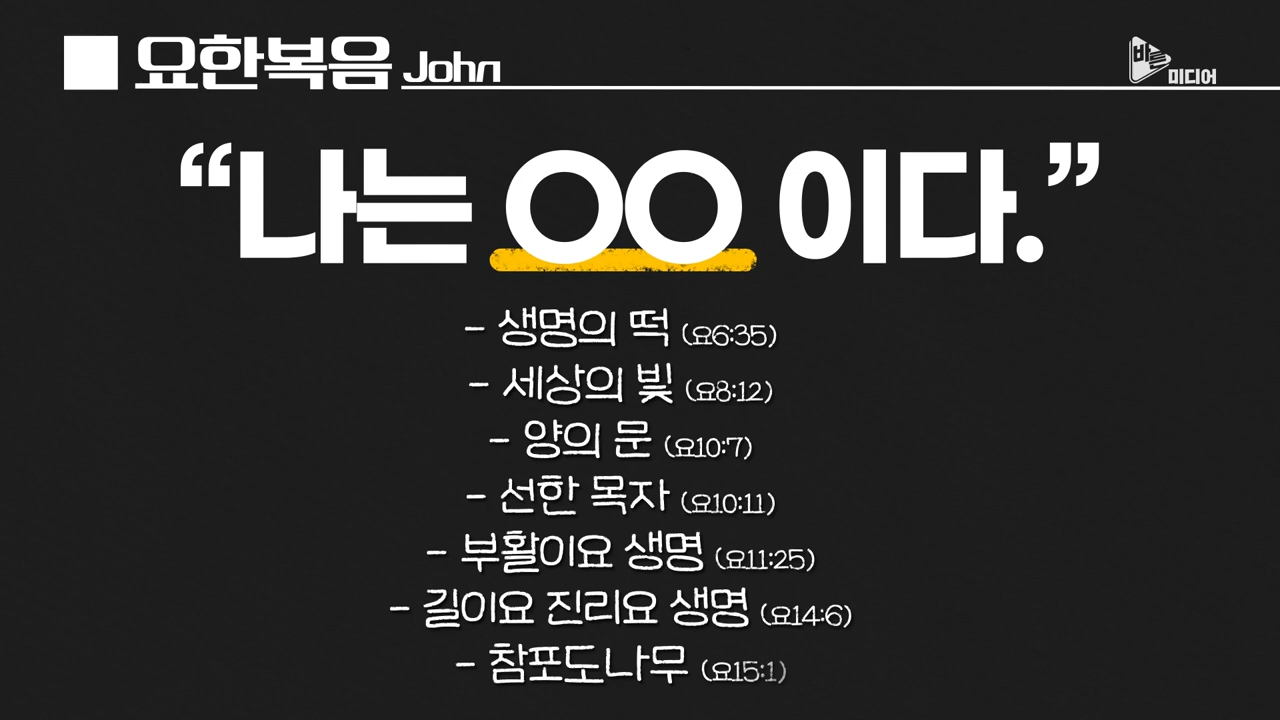 요한복음 John
바른
미디어
“나는 OO 이다.”
- 생명의 떡 (요6:35)
- 세상의 빛 (요8:12)
- 양의 문 (요10:7)
- 선한 목자 (요10:11)
- 부활이요 생명 (요11:25)
- 길이요 진리요 생명 (요14:6)
- 참포도나무 (요15:1)